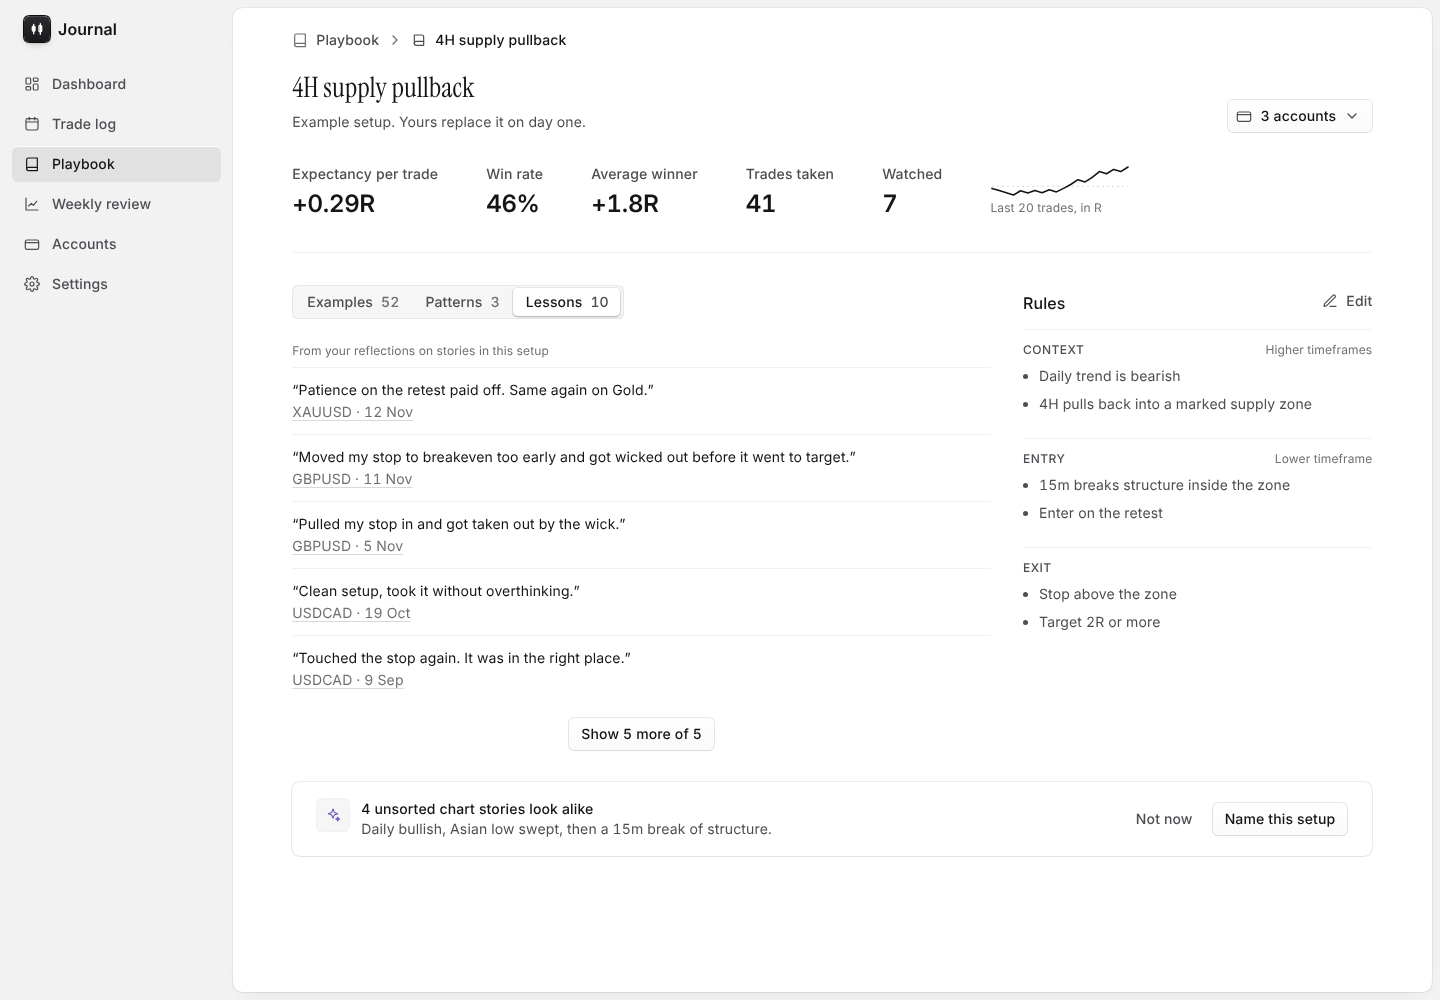 Journal
Dashboard
Trade log
Playbook
Weekly review
Accounts
Settings
Playbook
4H supply pullback
4H supply pullback
Example setup. Yours replace it on day one.
3 accounts
Expectancy per trade
+0.29R
Win rate
46%
Average winner
+1.8R
Trades taken
41
Watched
7
Last 20 trades, in R
Examples 52
Patterns 3
Lessons 10
From your reflections on stories in this setup
“Patience on the retest paid off. Same again on Gold.”
XAUUSD · 12 Nov
“Moved my stop to breakeven too early and got wicked out before it went to target.”
GBPUSD · 11 Nov
“Pulled my stop in and got taken out by the wick.”
GBPUSD · 5 Nov
“Clean setup, took it without overthinking.”
USDCAD · 19 Oct
“Touched the stop again. It was in the right place.”
USDCAD · 9 Sep
Show 5 more of 5
Rules
Edit
CONTEXT
Higher timeframes
Daily trend is bearish
4H pulls back into a marked supply zone
ENTRY
Lower timeframe
15m breaks structure inside the zone
Enter on the retest
EXIT
Stop above the zone
Target 2R or more
4 unsorted chart stories look alike
Daily bullish, Asian low swept, then a 15m break of structure.
Not now
Name this setup